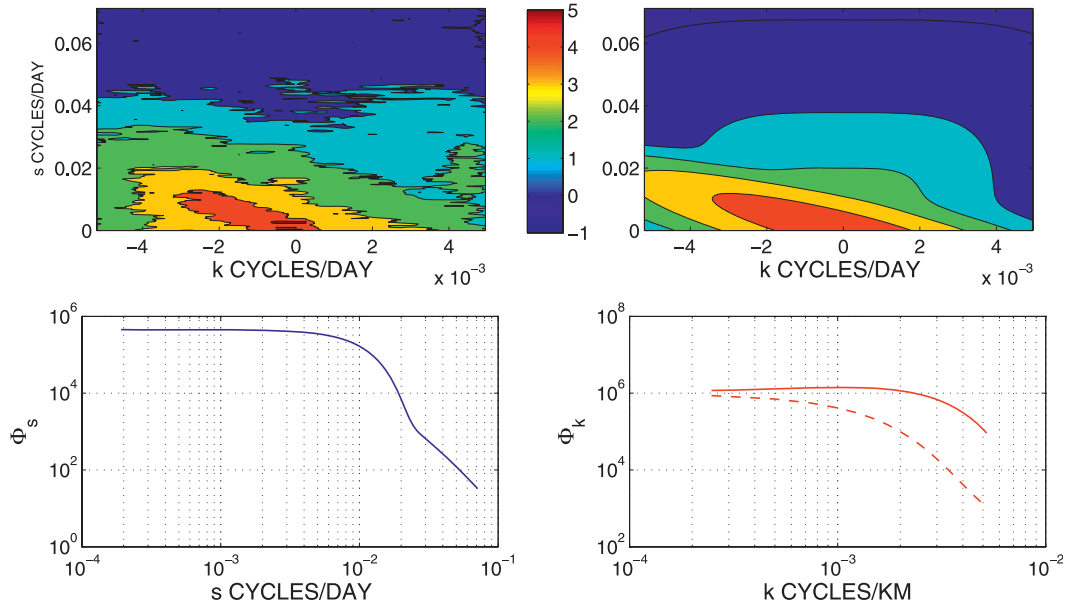 0.06
0.04
0.02
0
s CYCLES/DAY
−4 −2 0 2 4
k CYCLES/DAY
x 10⁻³
5
4
3
2
1
0
−1
0.06
0.04
0.02
0
s CYCLES/DAY
−4 −2 0 2 4
k CYCLES/DAY
x 10⁻³
10⁶
10⁴
10²
10⁰
Φs
10⁻⁴ 10⁻³ 10⁻² 10⁻¹
s CYCLES/DAY
10⁸
10⁶
10⁴
10²
Φk
10⁻⁴ 10⁻³ 10⁻²
k CYCLES/KM